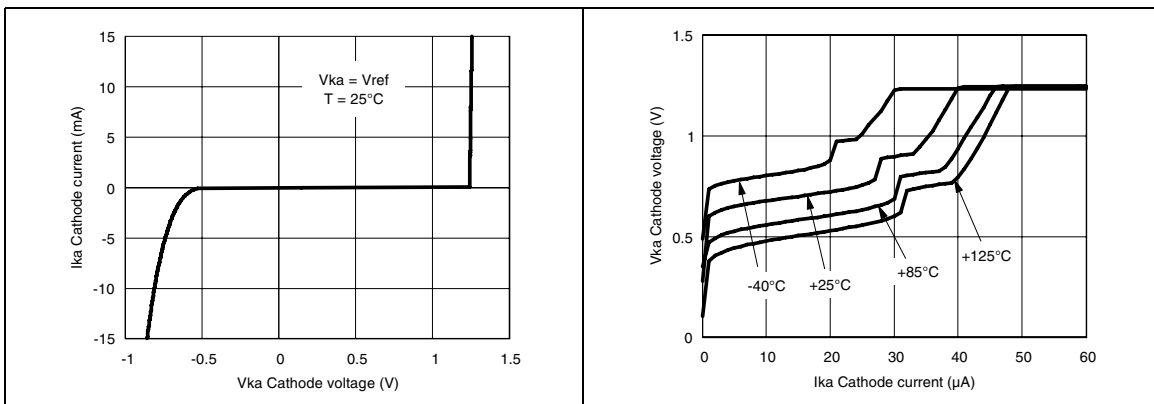 15
10
5
0
-5
-10
-15
-1
-0.5
0
0.5
1
1.5
Vka = Vref
T = 25°C
Ika Cathode current (mA)
Vka Cathode voltage (V)
1.5
1
0.5
0
0
10
20
30
40
50
60
-40°C
+25°C
+85°C
+125°C
Vka Cathode voltage (V)
Ika Cathode current (µA)